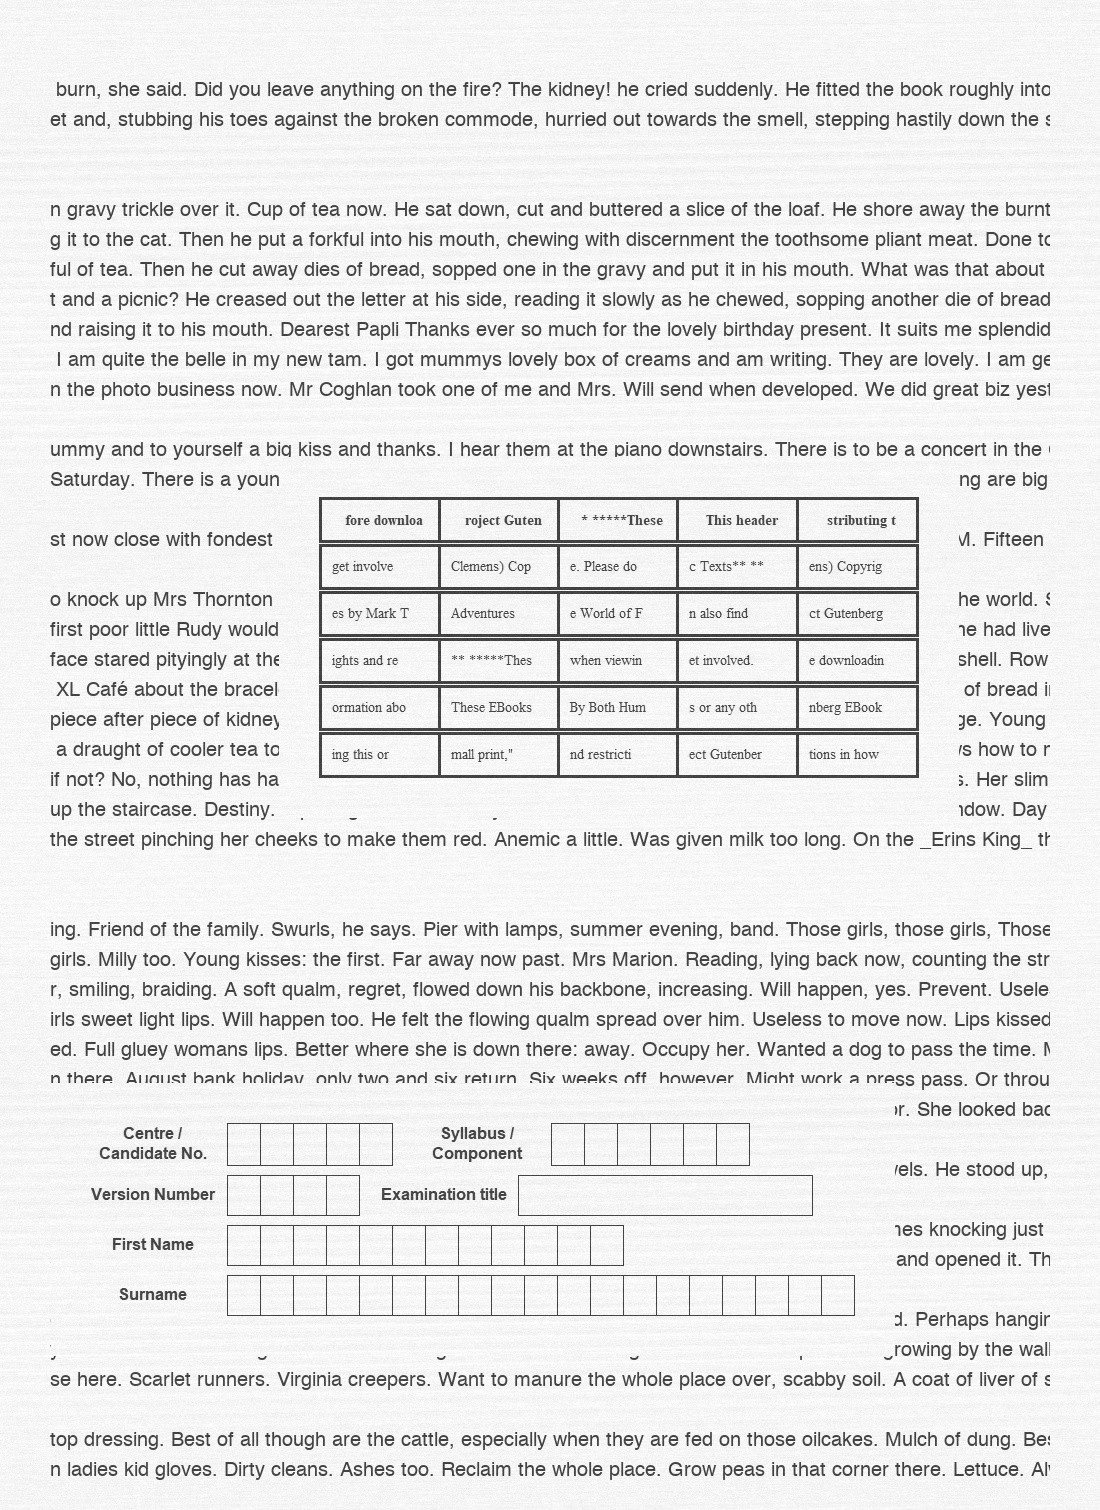 burn, she said. Did you leave anything on the fire? The kidney! he cried suddenly. He fitted the book roughly into
et and, stubbing his toes against the broken commode, hurried out towards the smell, stepping hastily down the
n gravy trickle over it. Cup of tea now. He sat down, cut and buttered a slice of the loaf. He shore away the burnt
g it to the cat. Then he put a forkful into his mouth, chewing with discernment the toothsome pliant meat. Done to
ful of tea. Then he cut away dies of bread, sopped one in the gravy and put it in his mouth. What was that about
t and a picnic? He creased out the letter at his side, reading it slowly as he chewed, sopping another die of bread
nd raising it to his mouth. Dearest Papli Thanks ever so much for the lovely birthday present. It suits me splendid
I am quite the belle in my new tam. I got mummys lovely box of creams and am writing. They are lovely. I am ge
n the photo business now. Mr Coghlan took one of me and Mrs. Will send when developed. We did great biz yest
ummy and to yourself a big kiss and thanks. I hear them at the piano downstairs. There is to be a concert in the
Saturday. There is a youn ng are big
st now close with fondest M. Fifteen
o knock up Mrs Thornton he world.
first poor little Rudy would he had live
face stared pityingly at the shell. Row
XL Café about the bracel of bread i
piece after piece of kidney ge. Young
a draught of cooler tea to s how to
if not? No, nothing has ha s. Her slim
up the staircase. Destiny. ndow. Day
fore downloa roject Guten * *****These This header stributing t
get involve Clemens) Cop e. Please do c Texts** ** ens) Copyrig
es by Mark T Adventures e World of F n also find ct Gutenberg
ights and re ** *****Thes when viewin et involved. e downloadin
ormation abo These EBooks By Both Hum s or any oth nberg EBook
ing this or mall print," nd restricti ect Gutenber tions in how
the street pinching her cheeks to make them red. Anemic a little. Was given milk too long. On the _Erins King_ th
ing. Friend of the family. Swurls, he says. Pier with lamps, summer evening, band. Those girls, those girls, Those
girls. Milly too. Young kisses: the first. Far away now past. Mrs Marion. Reading, lying back now, counting the str
r, smiling, braiding. A soft qualm, regret, flowed down his backbone, increasing. Will happen, yes. Prevent. Usele
irls sweet light lips. Will happen too. He felt the flowing qualm spread over him. Useless to move now. Lips kissed
ed. Full gluey womans lips. Better where she is down there: away. Occupy her. Wanted a dog to pass the time.
n there. August bank holiday, only two and six return. Six weeks off, however. Might work a press pass. Or throu
or. She looked bac
vels. He stood up,
nes knocking just
and opened it. Th
d. Perhaps hangin
growing by the wall
Centre /
Candidate No.
Syllabus /
Component
Version Number
Examination title
First Name
Surname
se here. Scarlet runners. Virginia creepers. Want to manure the whole place over, scabby soil. A coat of liver of s
top dressing. Best of all though are the cattle, especially when they are fed on those oilcakes. Mulch of dung. Bes
n ladies kid gloves. Dirty cleans. Ashes too. Reclaim the whole place. Grow peas in that corner there. Lettuce. Al